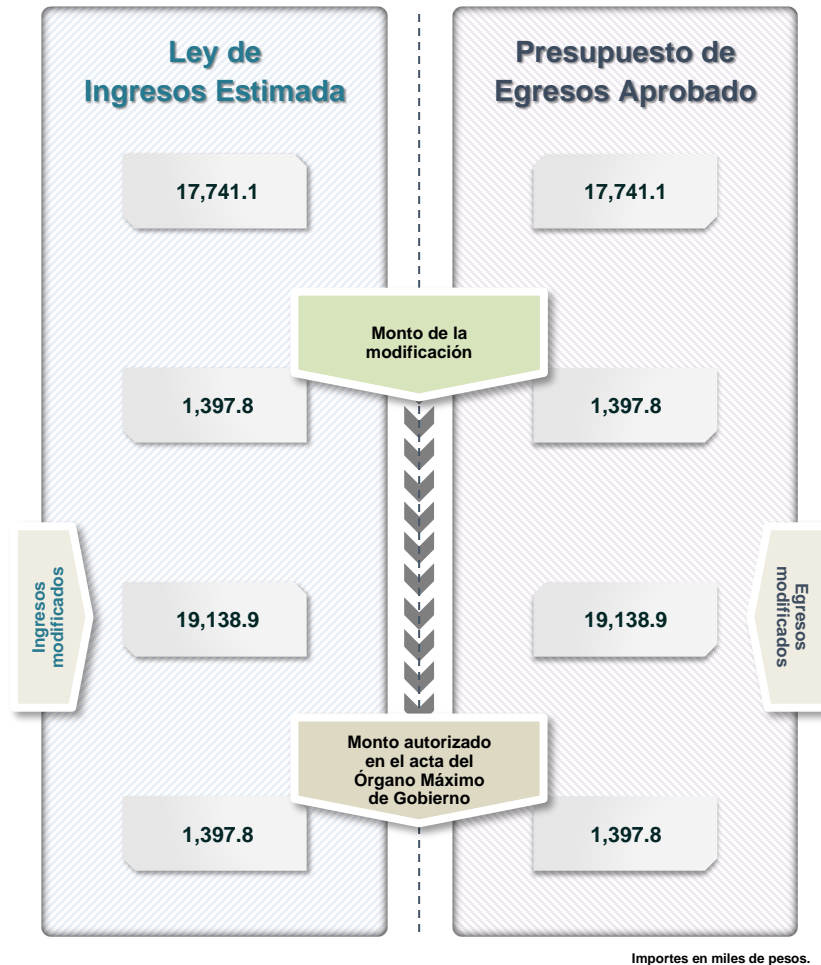 Ley de
Ingresos Estimada
Presupuesto de
Egresos Aprobado
17,741.1
17,741.1
Monto de la
modificación
1,397.8
1,397.8
Ingresos
modificados
19,138.9
19,138.9
Egresos
modificados
Monto autorizado
en el acta del
Órgano Máximo
de Gobierno
1,397.8
1,397.8
Importes en miles de pesos.